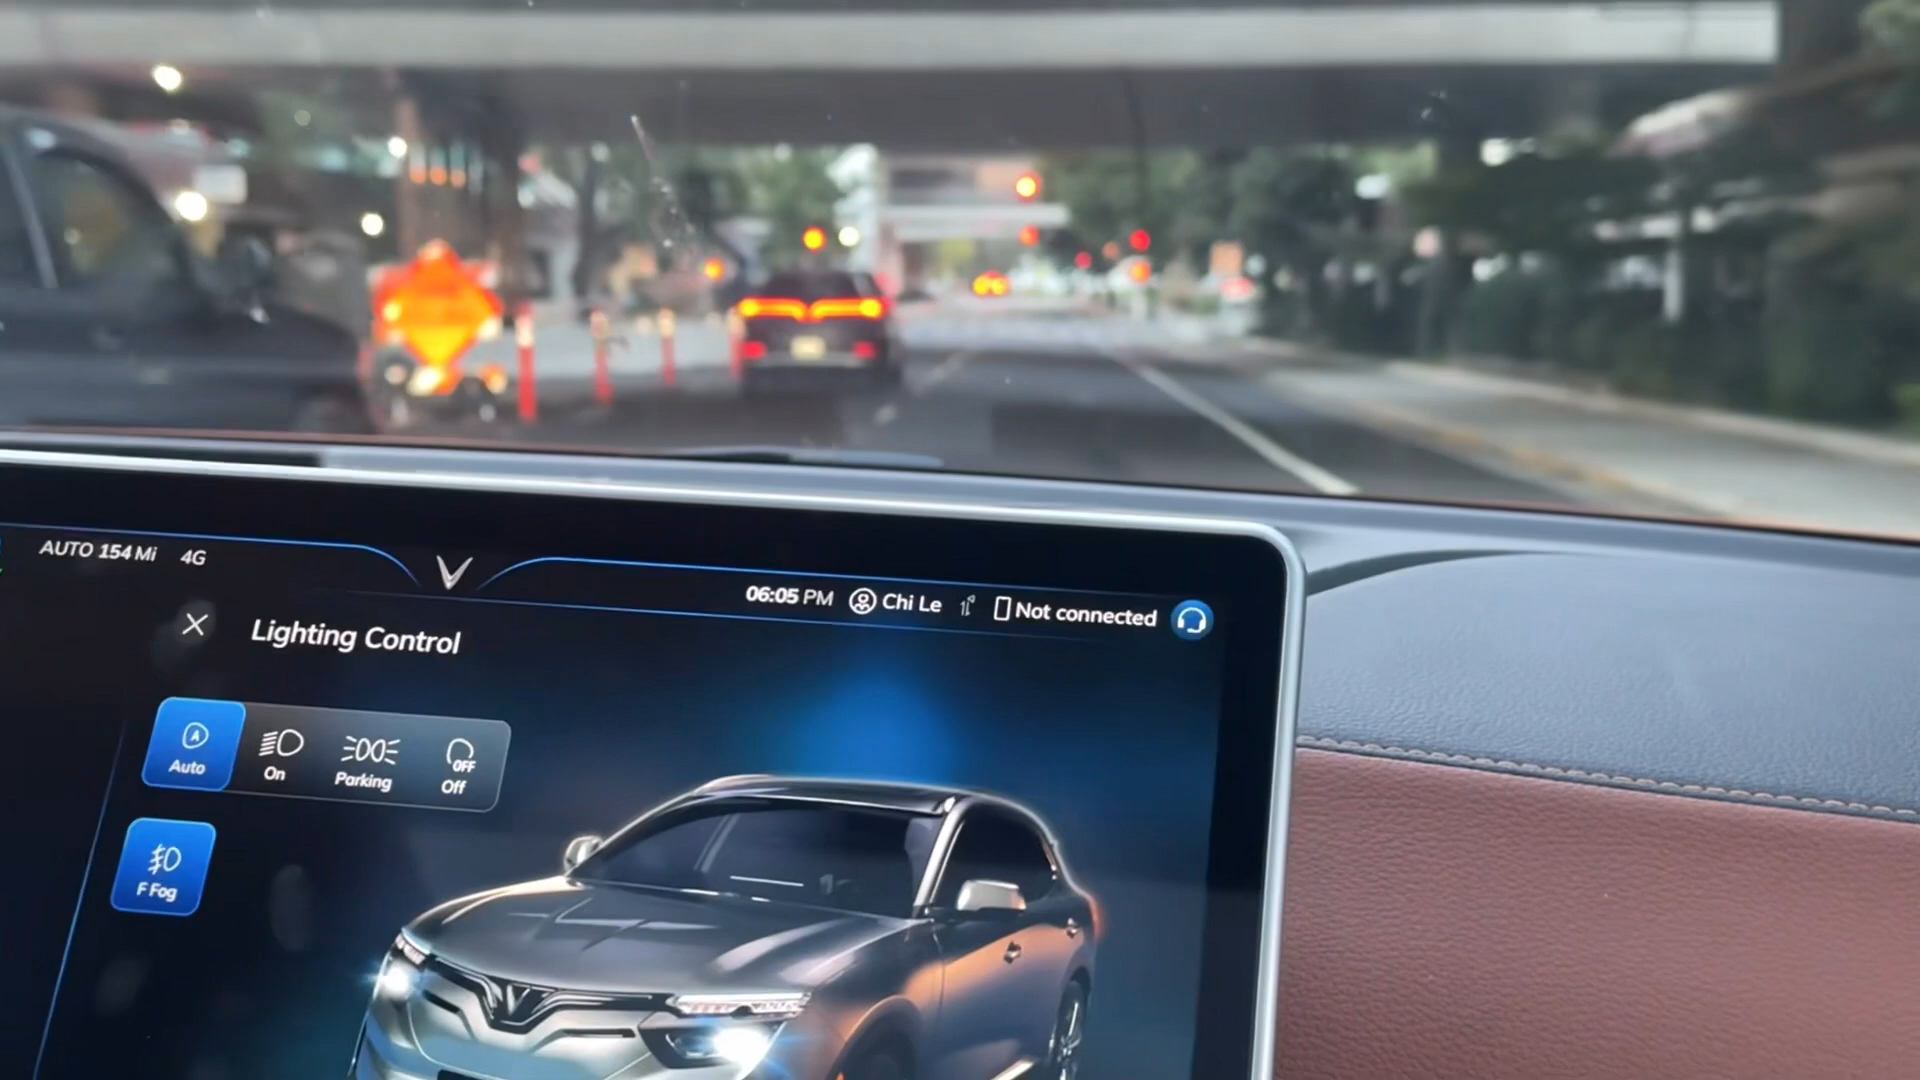 AUTO 154 Mi 4G
06:05 PM Chi Le Not connected
Lighting Control
A
Auto
On
Parking
OFF
Off
F Fog